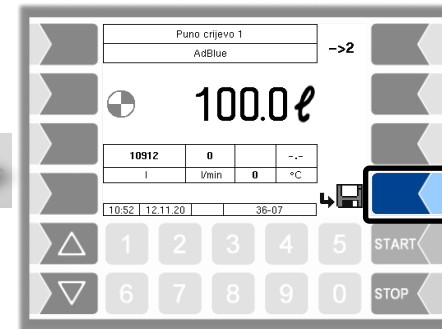 Puno crijevo 1
AdBlue
–>2
100.0 ℓ
10912 0 -.-
l l/min 0 °C
10:52 12.11.20 36-07
1 2 3 4 5 START
6 7 8 9 0 STOP